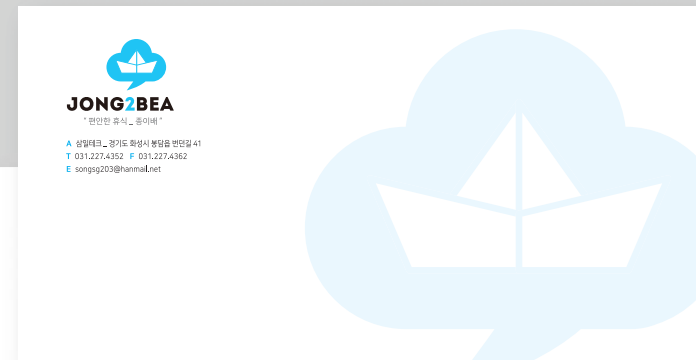 JONG2BEA
" 편안한 휴식 _ 종이배 "
A 삼일테크 _ 경기도 화성시 봉담읍 번던길 41
T 031.227.4352 F 031.227.4362
E songsg203@hanmail.net